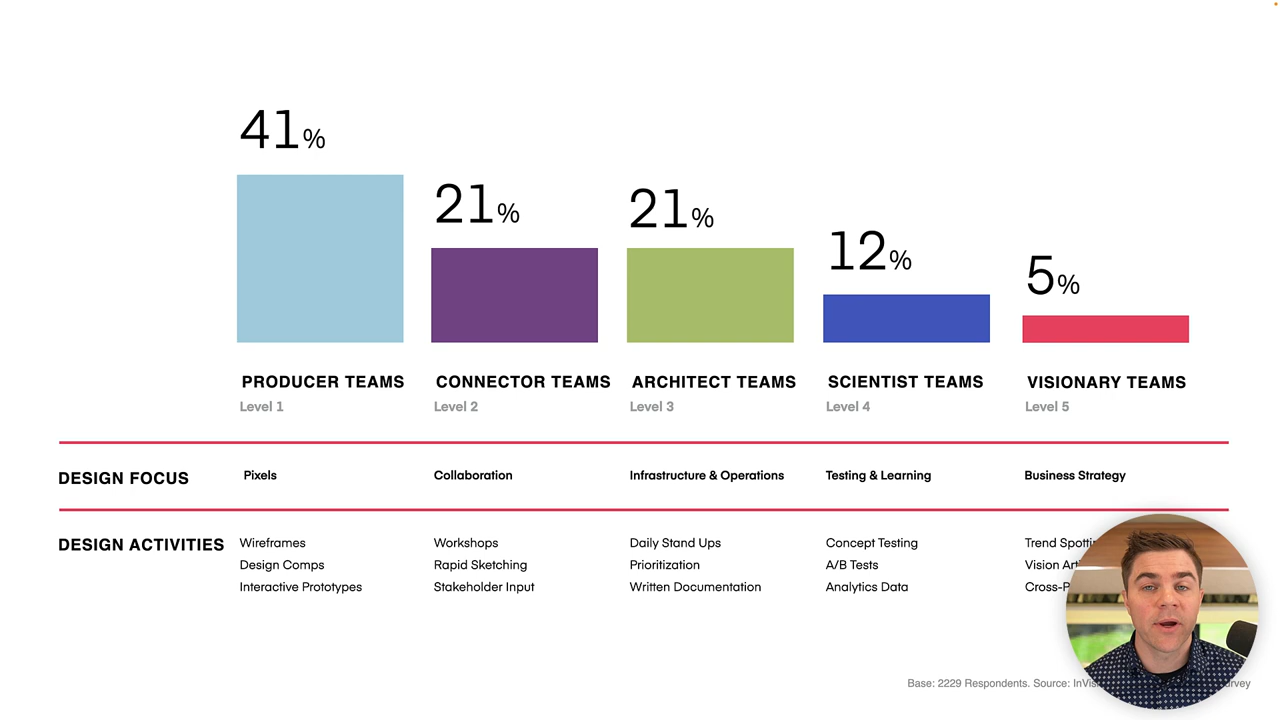 41%
21%
21%
12%
5%
PRODUCER TEAMS
Level 1
CONNECTOR TEAMS
Level 2
ARCHITECT TEAMS
Level 3
SCIENTIST TEAMS
Level 4
VISIONARY TEAMS
Level 5
DESIGN FOCUS
Pixels
Collaboration
Infrastructure & Operations
Testing & Learning
Business Strategy
DESIGN ACTIVITIES
Wireframes
Design Comps
Interactive Prototypes
Workshops
Rapid Sketching
Stakeholder Input
Daily Stand Ups
Prioritization
Written Documentation
Concept Testing
A/B Tests
Analytics Data
Trend
Vision
Base: 2229 Respondents. Source: